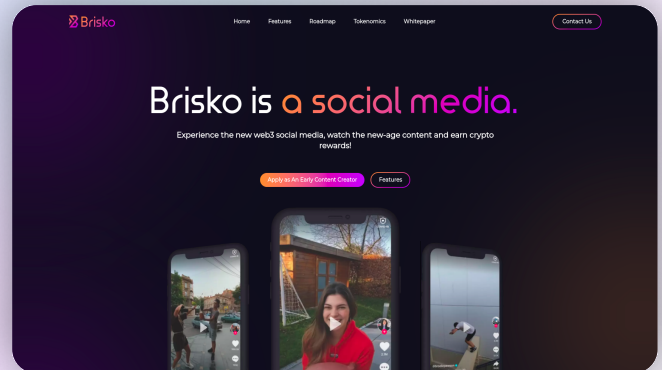 Brisko
Home Features Roadmap Tokenomics Whitepaper
Contact Us
Brisko is a social media.
Experience the new web3 social media, watch the new-age content and earn crypto
rewards!
Apply as An Early Content Creator
Features